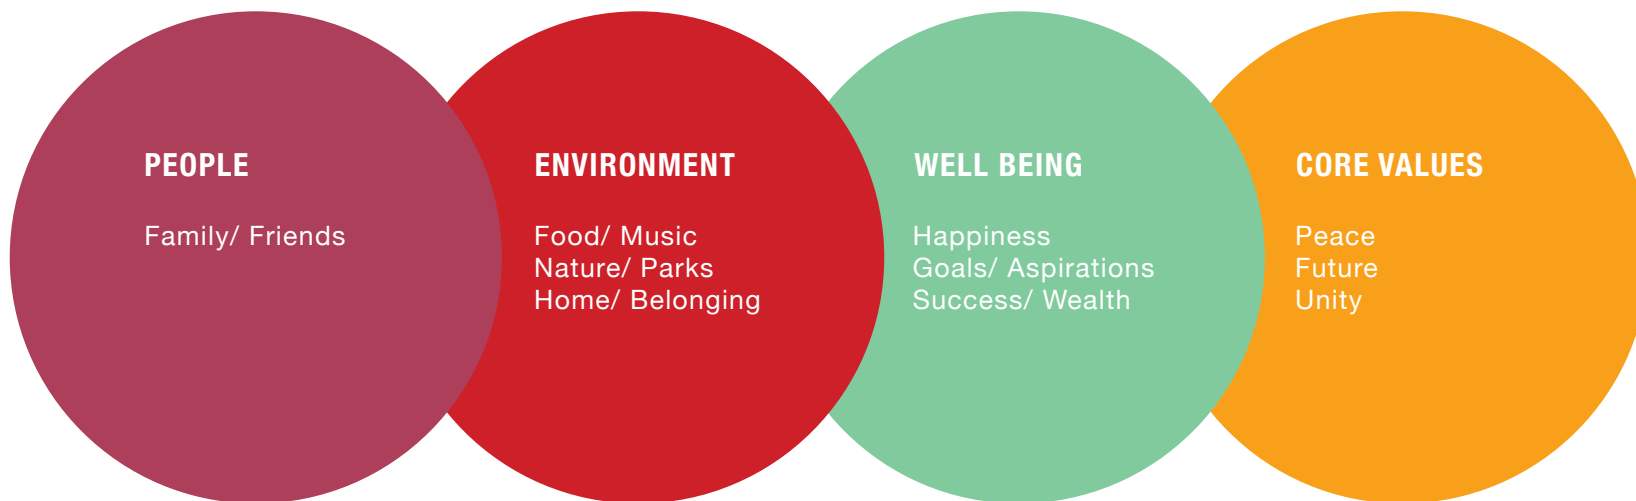 PEOPLE
Family/ Friends
ENVIRONMENT
Food/ Music
Nature/ Parks
Home/ Belonging
WELL BEING
Happiness
Goals/ Aspirations
Success/ Wealth
CORE VALUES
Peace
Future
Unity